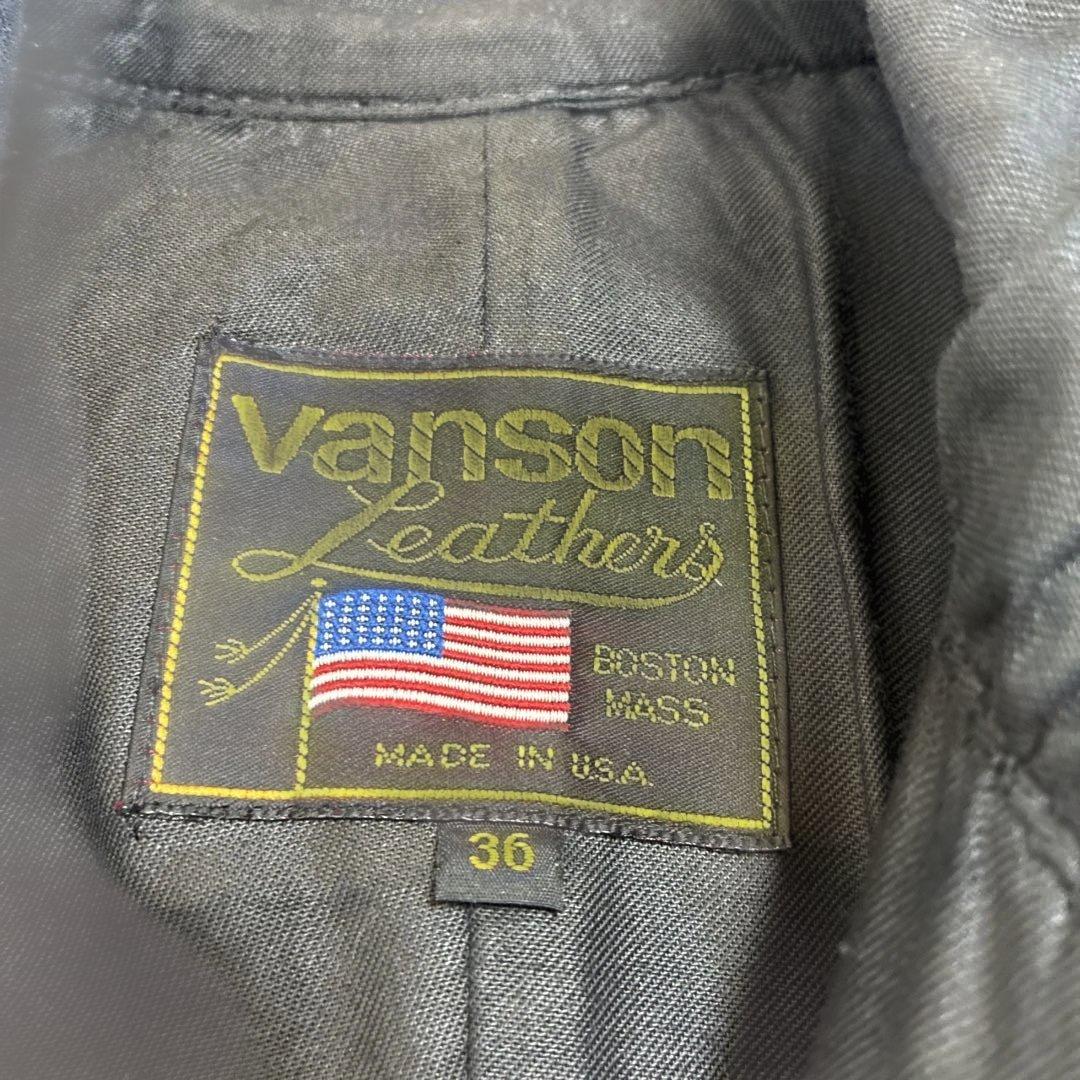 vanson
Leathers
BOSTON
MASS
MADE IN U.S.A.
36